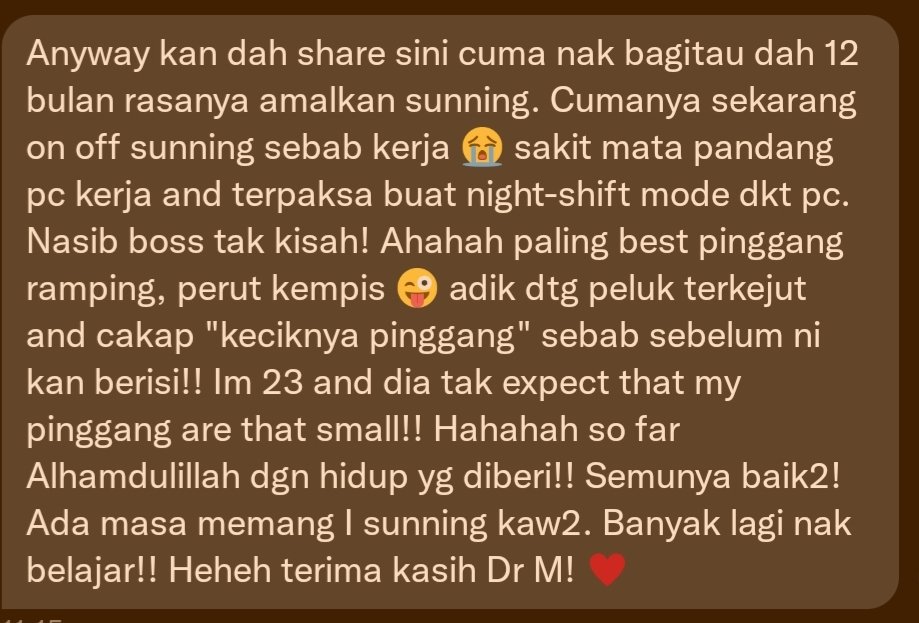 Anyway kan dah share sini cuma nak bagitau dah 12
bulan rasanya amalkan sunning. Cumanya sekarang
on off sunning sebab kerja 😭 sakit mata pandang
pc kerja and terpaksa buat night-shift mode dkt pc.
Nasib boss tak kisah! Ahahah paling best pinggang
ramping, perut kempis 😜 adik dtg peluk terkejut
and cakap "keciknya pinggang" sebab sebelum ni
kan berisi!! Im 23 and dia tak expect that my
pinggang are that small!! Hahahah so far
Alhamdulillah dgn hidup yg diberi!! Semunya baik2!
Ada masa memang I sunning kaw2. Banyak lagi nak
belajar!! Heheh terima kasih Dr M! ❤️